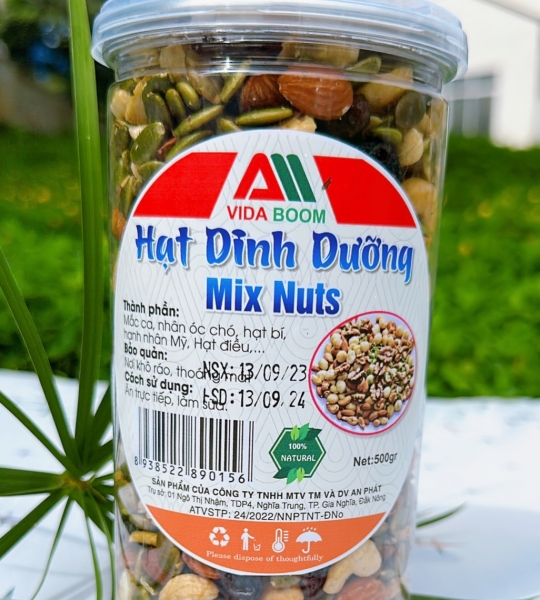 VIDA BOOM
Hạt Dinh Dưỡng
Mix Nuts
Thành phần:
Mắc ca, nhân óc chó, hạt bí,
hạnh nhân Mỹ, Hạt điều,...
Bảo quản:
Nơi khô ráo, thoáng mát
NSX: 13/09/23
Cách sử dụng:
HSD: 13/09.24
Ăn trực tiếp, làm sữa.
8 938522 890156
100%
NATURAL
Net:500gr
SẢN PHẨM CỦA CÔNG TY TNHH MTV TM VÀ DV AN PHÁT
Trụ sở: 01 Ngô Thì Nhậm, TDP4, Nghĩa Trung, TP. Gia Nghĩa, Đắk Nông
ATVSTP: 24/2022/NNPTNT-ĐNo
Please dispose of thoughtfully